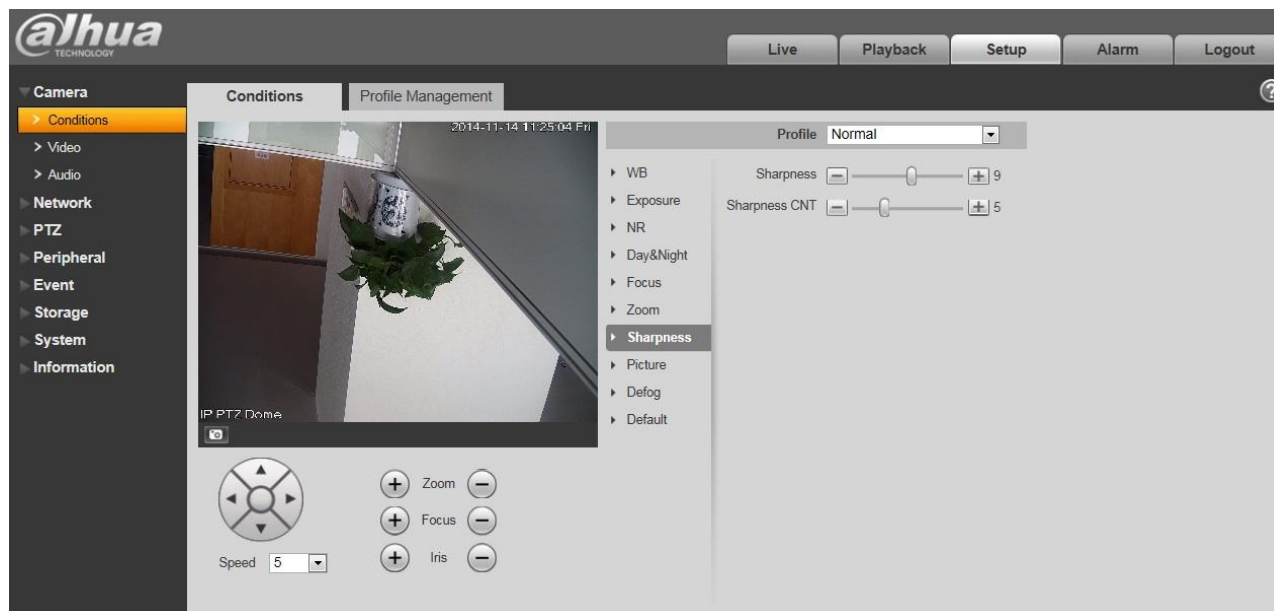 alhua
TECHNOLOGY
Live
Playback
Setup
Alarm
Logout
Camera
Conditions
Video
Audio
Network
PTZ
Peripheral
Event
Storage
System
Information
Conditions
Profile Management
?
2014-11-14 11:25:04 Fri
IP PTZ Dome
Zoom
Focus
Iris
Speed 5
Profile Normal
WB
Exposure
NR
Day&Night
Focus
Zoom
Sharpness
Picture
Defog
Default
Sharpness 9
Sharpness CNT 5